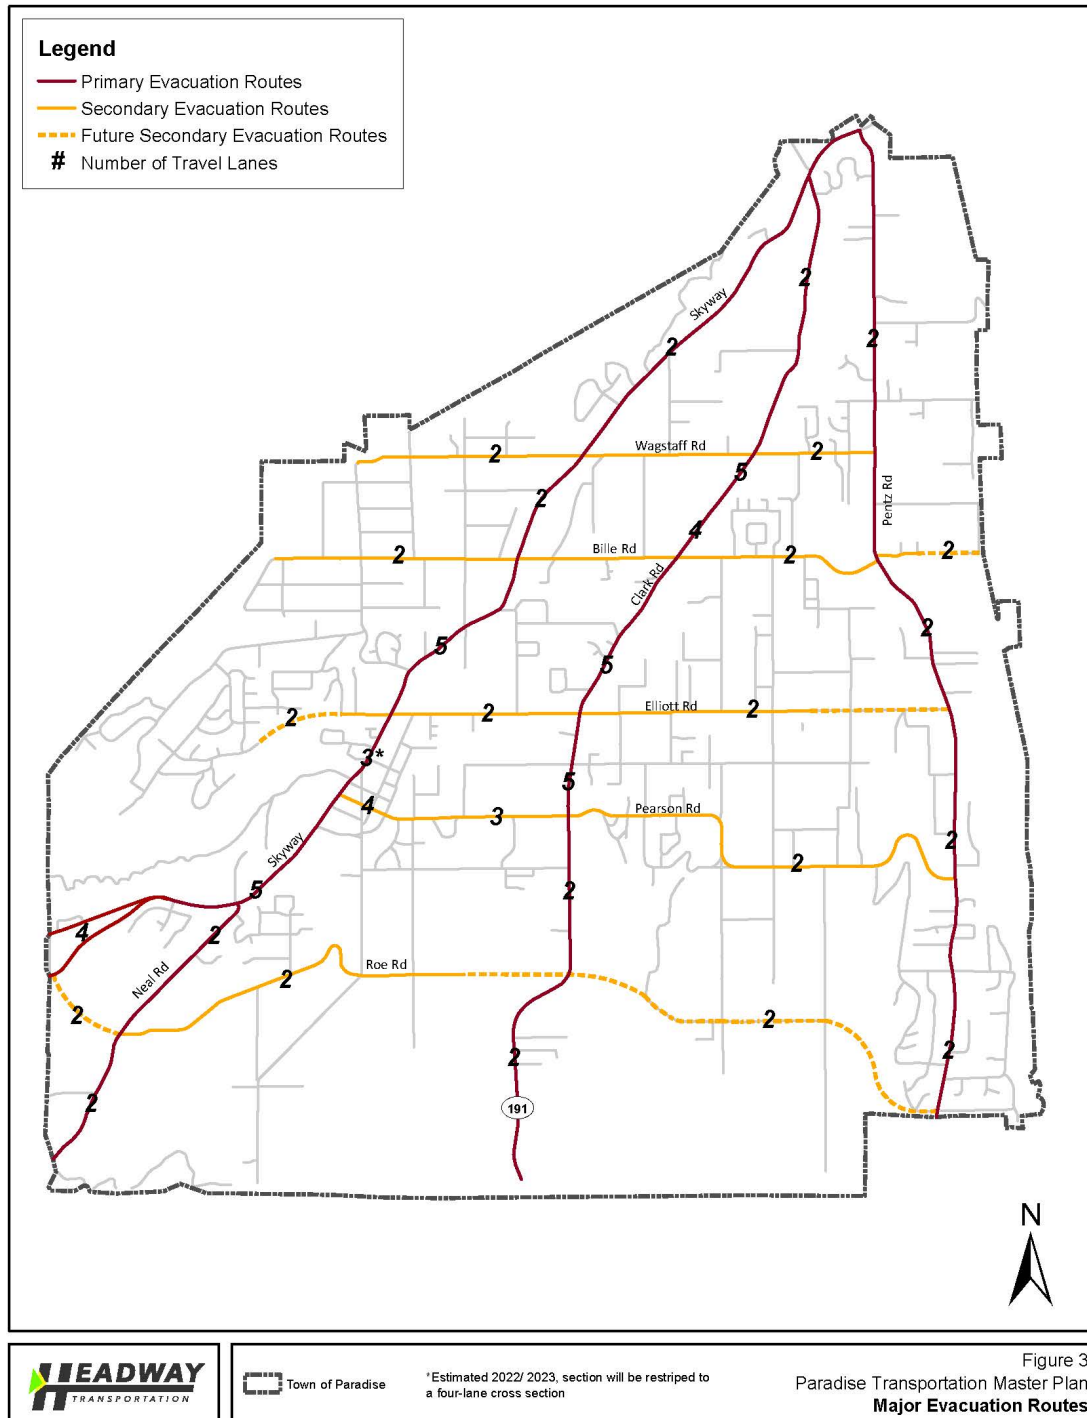 Legend
Primary Evacuation Routes
Secondary Evacuation Routes
Future Secondary Evacuation Routes
# Number of Travel Lanes
2
Skyway
2
2
Wagstaff Rd
2
2
5
2
Pentz Rd
4
Bille Rd
2
2
2
Clark Rd
2
5
5
Elliott Rd
2
2
2
3*
5
4
3
Pearson Rd
2
2
Skyway
5
2
4
2
Roe Rd
2
Neal Rd
2
2
2
2
2
191
N
HEADWAY
TRANSPORTATION
Town of Paradise
*Estimated 2022/ 2023, section will be restriped to
a four-lane cross section
Figure 3
Paradise Transportation Master Plan
Major Evacuation Routes